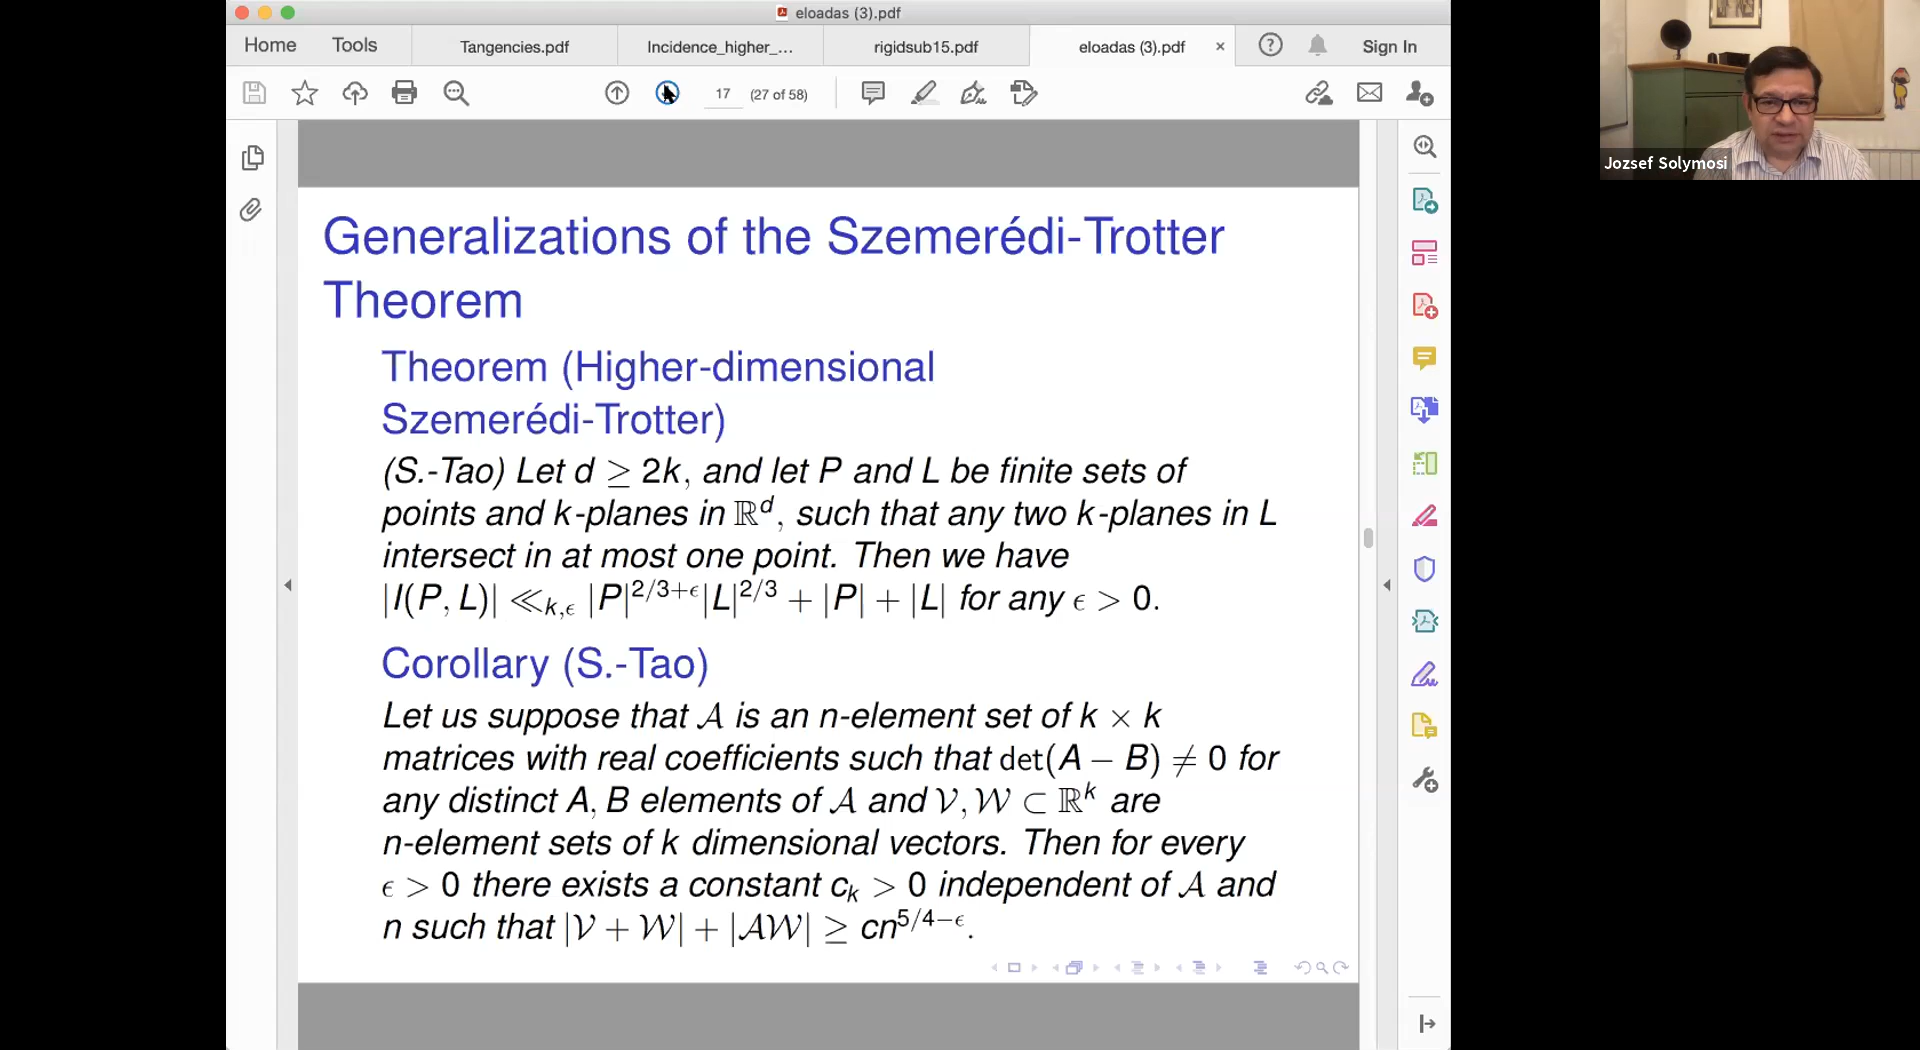 eloadas (3).pdf
Home Tools Tangencies.pdf Incidence_higher_... rigidsub15.pdf eloadas (3).pdf × Sign In
17 (27 of 58)
Jozsef Solymosi
Generalizations of the Szemerédi-Trotter
Theorem
Theorem (Higher-dimensional
Szemerédi-Trotter)
(S.-Tao) Let d ≥ 2k, and let P and L be finite sets of
points and k-planes in ℝ^d, such that any two k-planes in L
intersect in at most one point. Then we have
|I(P, L)| ≪_{k,ϵ} |P|^{2/3+ϵ}|L|^{2/3} + |P| + |L| for any ϵ > 0.
Corollary (S.-Tao)
Let us suppose that 𝒜 is an n-element set of k × k
matrices with real coefficients such that det(A − B) ≠ 0 for
any distinct A, B elements of 𝒜 and 𝒱, 𝒲 ⊂ ℝ^k are
n-element sets of k dimensional vectors. Then for every
ϵ > 0 there exists a constant c_k > 0 independent of 𝒜 and
n such that |𝒱 + 𝒲| + |𝒜𝒲| ≥ cn^{5/4−ϵ}.